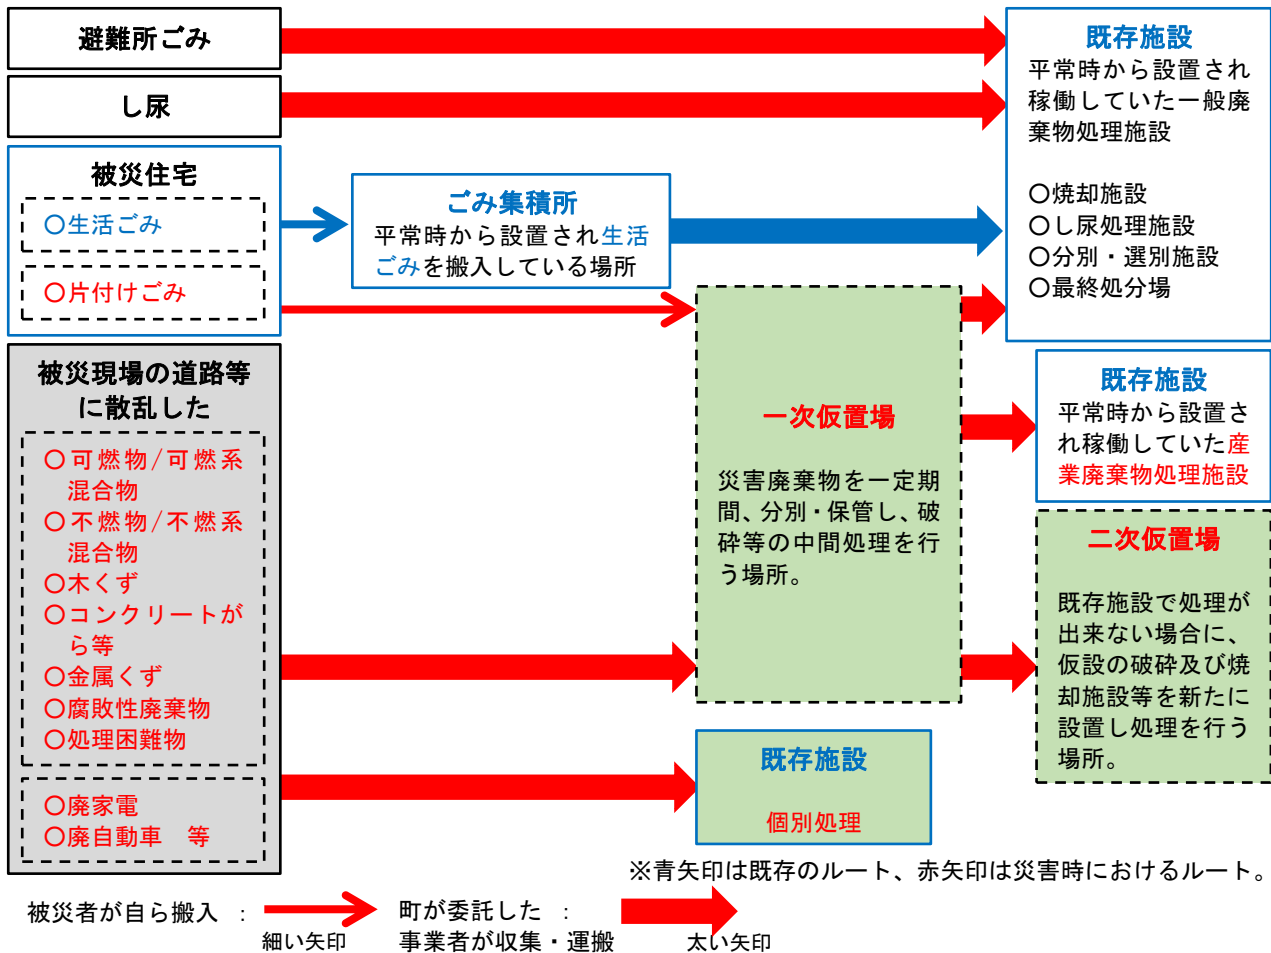 避難所ごみ
し尿
被災住宅
〇生活ごみ
〇片付けごみ
ごみ集積所
平常時から設置され生活
ごみを搬入している場所
既存施設
平常時から設置され
稼働していた一般廃
棄物処理施設
〇焼却施設
〇し尿処理施設
〇分別・選別施設
〇最終処分場
被災現場の道路等
に散乱した
〇可燃物/可燃系
混合物
〇不燃物/不燃系
混合物
〇木くず
〇コンクリートが
ら等
〇金属くず
〇腐敗性廃棄物
〇処理困難物
〇廃家電
〇廃自動車　等
一次仮置場
災害廃棄物を一定期
間、分別・保管し、破
砕等の中間処理を行
う場所。
既存施設
平常時から設置さ
れ稼働していた産
業廃棄物処理施設
二次仮置場
既存施設で処理が
出来ない場合に、
仮設の破砕及び焼
却施設等を新たに
設置し処理を行う
場所。
既存施設
個別処理
※青矢印は既存のルート、赤矢印は災害時におけるルート。
被災者が自ら搬入　：
細い矢印
町が委託した　：
事業者が収集・運搬
太い矢印